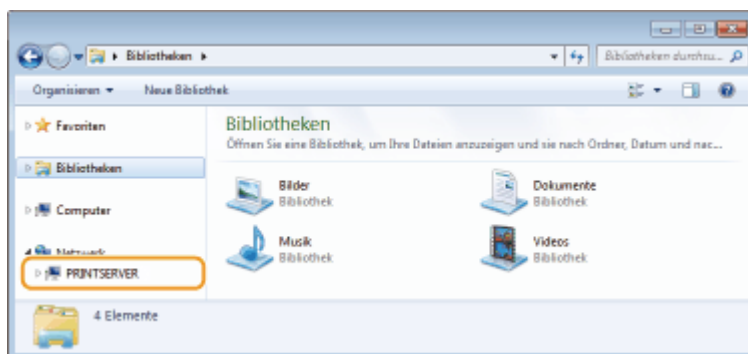 Bibliotheken
Bibliotheken durchsu...
Organisieren
Neue Bibliothek
Favoriten
Bibliotheken
Computer
Netzwerk
PRINTSERVER
Bibliotheken
Öffnen Sie eine Bibliothek, um Ihre Dateien anzuzeigen und sie nach Ordner, Datum und nac...
Bilder
Bibliothek
Dokumente
Bibliothek
Musik
Bibliothek
Videos
Bibliothek
4 Elemente